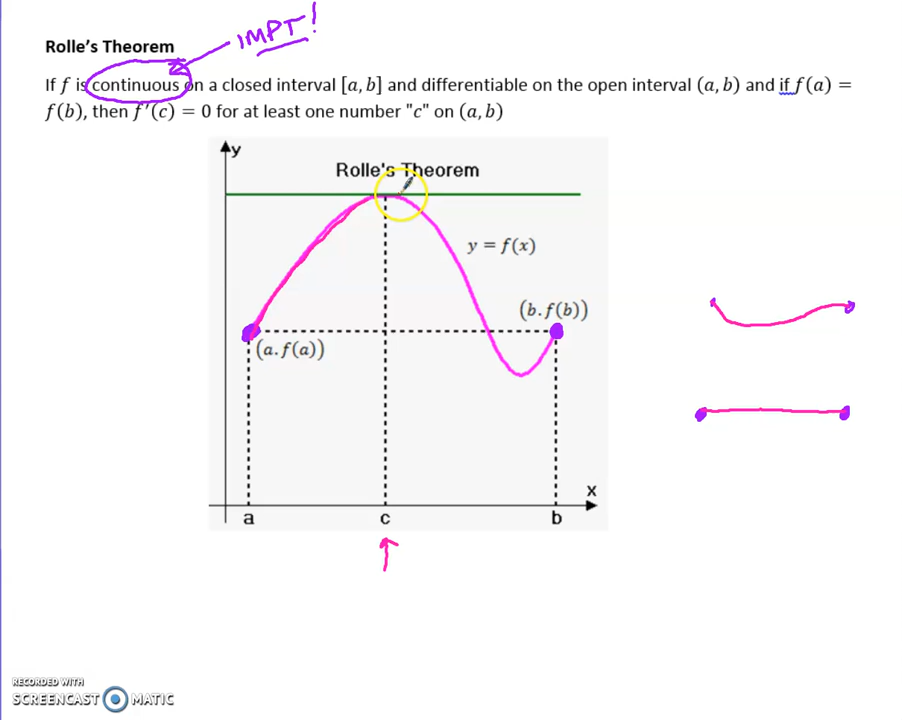 IMPT!
Rolle's Theorem
If f is continuous on a closed interval [a, b] and differentiable on the open interval (a, b) and if f(a) =
f(b), then f'(c) = 0 for at least one number "c" on (a, b)
y
Rolle's Theorem
y = f(x)
(b.f(b))
(a.f(a))
x
a c b
RECORDED WITH
SCREENCAST MATIC